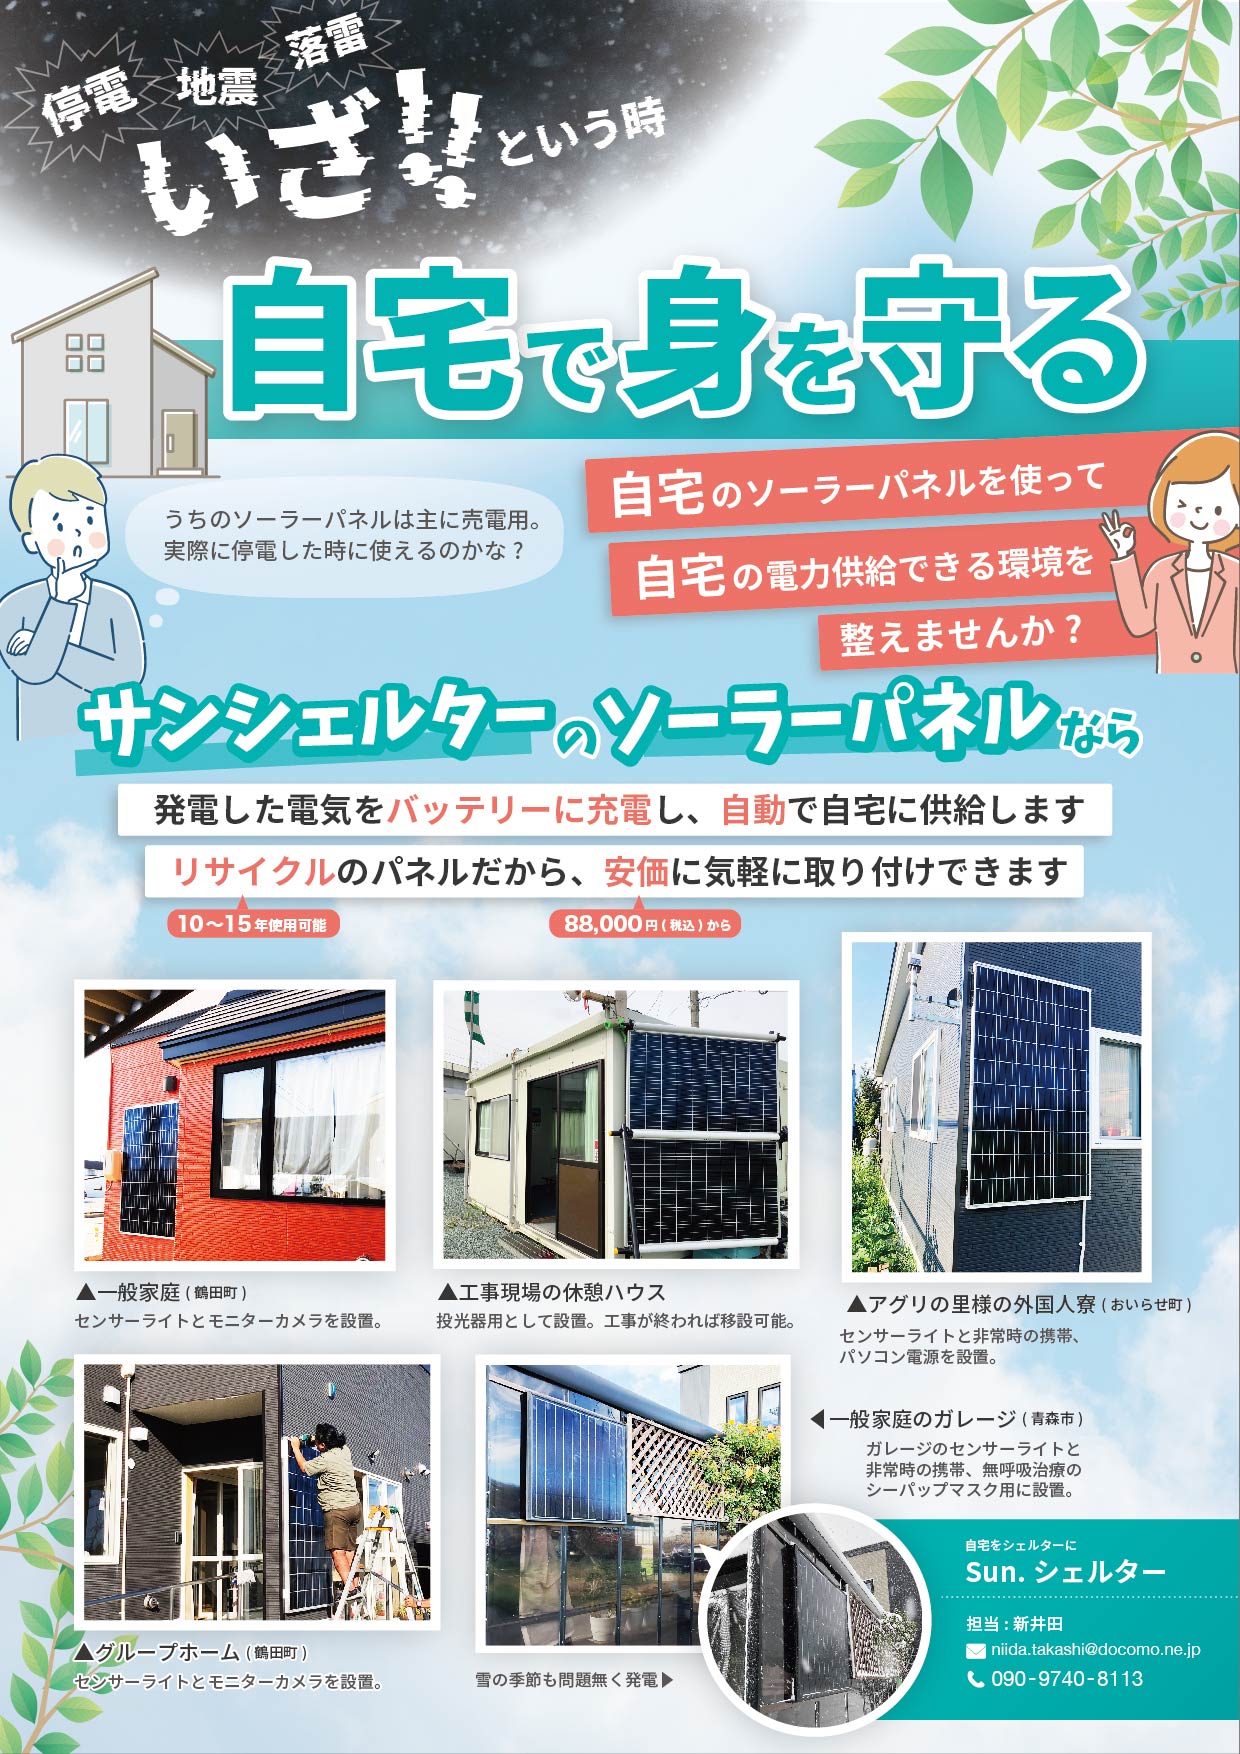 停電
地震
落雷
いざ!!という時
自宅で身を守る
うちのソーラーパネルは主に売電用。
実際に停電した時に使えるのかな？
自宅のソーラーパネルを使って
自宅の電力供給できる環境を
整えませんか？
サンシェルターのソーラーパネルなら
発電した電気をバッテリーに充電し、自動で自宅に供給します
リサイクルのパネルだから、安価に気軽に取り付けできます
10〜15年使用可能
88,000円(税込)から
▲一般家庭(鶴田町)
センサーライトとモニターカメラを設置。
▲工事現場の休憩ハウス
投光器用として設置。工事が終われば移設可能。
▲アグリの里様の外国人寮(おいらせ町)
センサーライトと非常時の携帯、
パソコン電源を設置。
▲グループホーム(鶴田町)
センサーライトとモニターカメラを設置。
◀一般家庭のガレージ(青森市)
ガレージのセンサーライトと
非常時の携帯、無呼吸治療の
シーパップマスク用に設置。
雪の季節も問題無く発電▶
自宅をシェルターに
Sun. シェルター
担当：新井田
niida.takashi@docomo.ne.jp
090-9740-8113